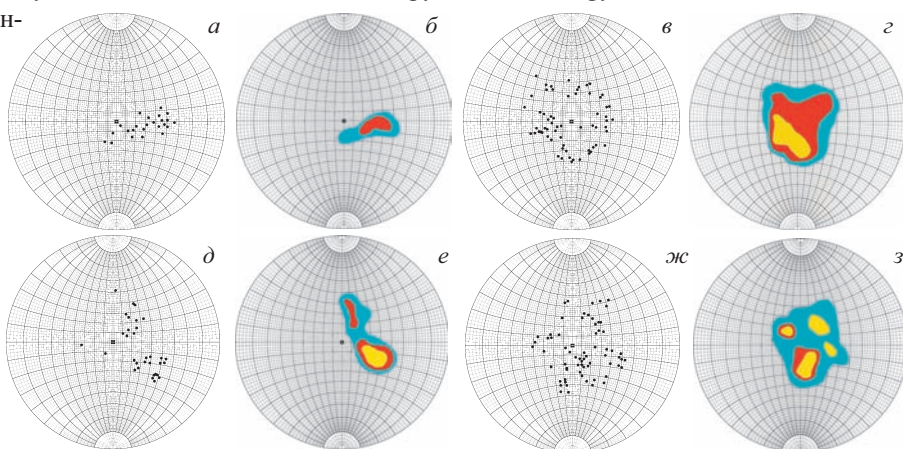 н-
а б в г
д е ж з